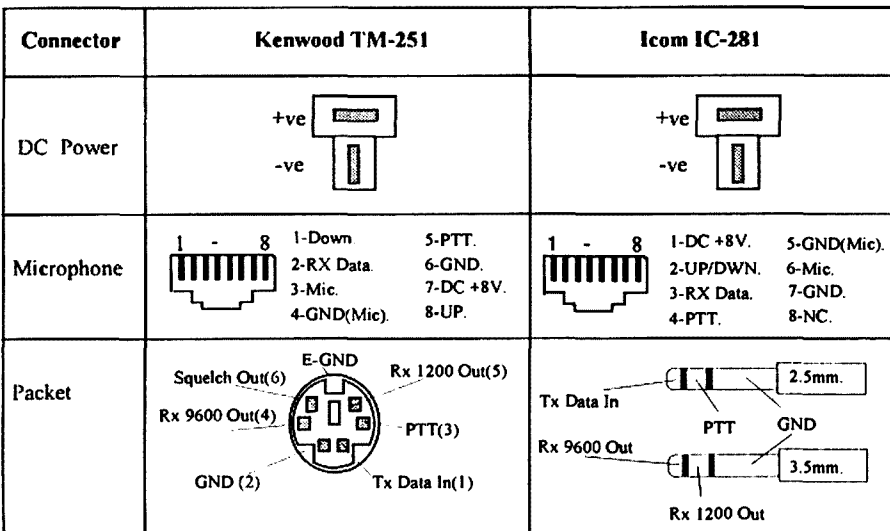 Connector
Kenwood TM-251
Icom IC-281
DC Power
+ve
-ve
+ve
-ve
Microphone
1 - 8
1-Down
2-RX Data.
3-Mic.
4-GND(Mic).
5-PTT.
6-GND.
7-DC +8V.
8-UP.
1 - 8
1-DC +8V.
2-UP/DWN.
3-RX Data.
4-PTT.
5-GND(Mic).
6-Mic.
7-GND.
8-NC.
Packet
E-GND
Squelch Out(6)
Rx 1200 Out(5)
Rx 9600 Out(4)
PTT(3)
GND (2)
Tx Data In(1)
2.5mm.
Tx Data In
PTT
GND
Rx 9600 Out
3.5mm.
Rx 1200 Out